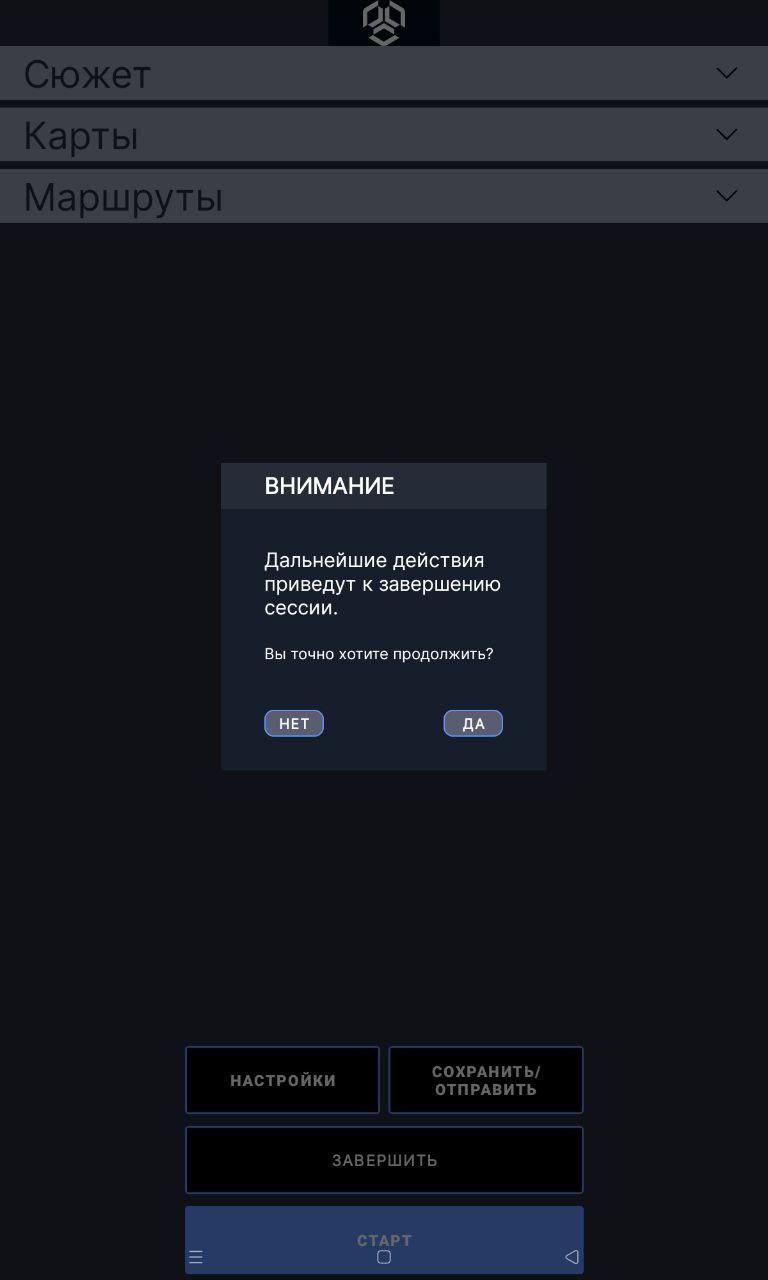 Сюжет
Карты
Маршруты
ВНИМАНИЕ
Дальнейшие действия
приведут к завершению
сессии.
Вы точно хотите продолжить?
НЕТ
ДА
НАСТРОЙКИ
СОХРАНИТЬ/
ОТПРАВИТЬ
ЗАВЕРШИТЬ
СТАРТ